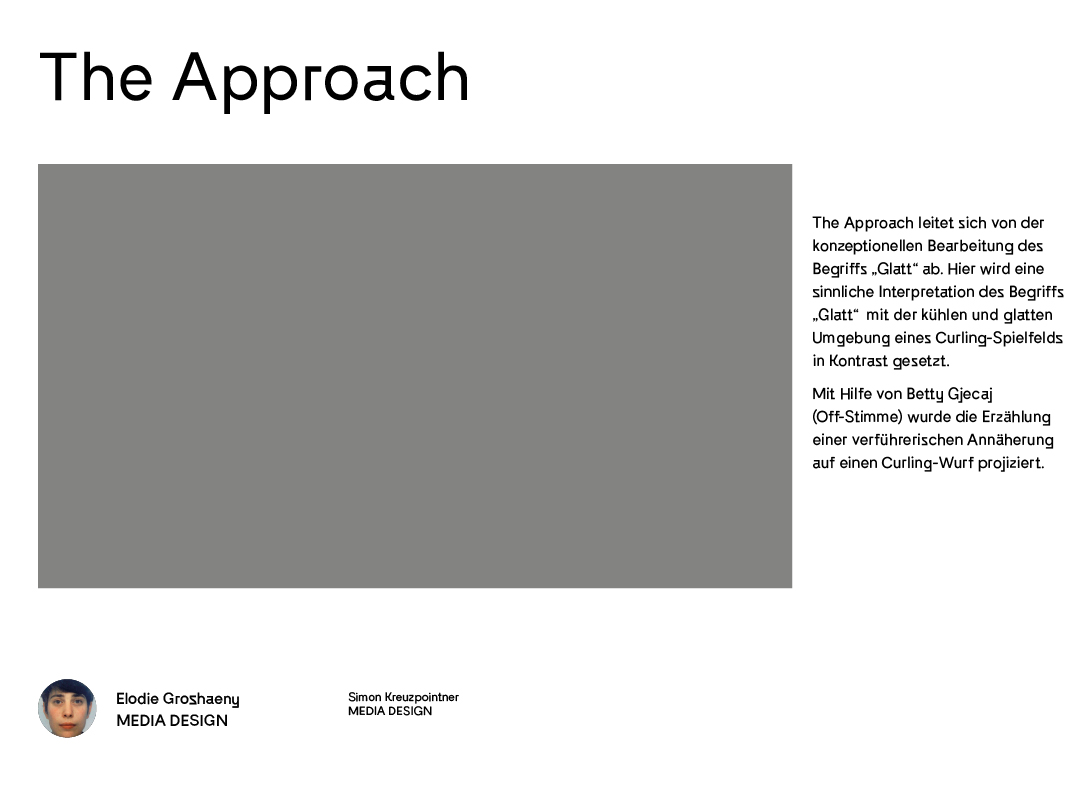 The Approach
The Approach leitet sich von der
konzeptionellen Bearbeitung des
Begriffs „Glatt“ ab. Hier wird eine
sinnliche Interpretation des Begriffs
„Glatt“  mit der kühlen und glatten
Umgebung eines Curling-Spielfelds
in Kontrast gesetzt.
Mit Hilfe von Betty Gjecaj
(Off-Stimme) wurde die Erzählung
einer verführerischen Annäherung
auf einen Curling-Wurf projiziert.
Elodie Groshaeny
MEDIA DESIGN
Simon Kreuzpointner
MEDIA DESIGN